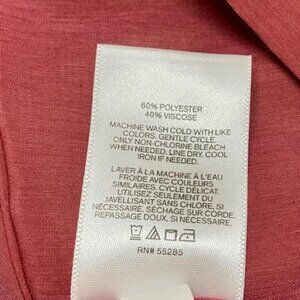 60% POLYESTER
40% VISCOSE
MACHINE WASH COLD WITH LIKE
COLORS. GENTLE CYCLE.
ONLY NON-CHLORINE BLEACH
WHEN NEEDED. LINE DRY. COOL
IRON IF NEEDED.
LAVER À LA MACHINE À L'EAU
FROIDE AVEC COULEURS
SIMILAIRES. CYCLE DÉLICAT.
UTILISEZ SEULEMENT DU
JAVELLISANT SANS CHLORE SI
NÉCESSAIRE. SÉCHER SUR CORDE.
REPASSAGE DOUX, SI NÉCESSAIRE.
RN# 55285